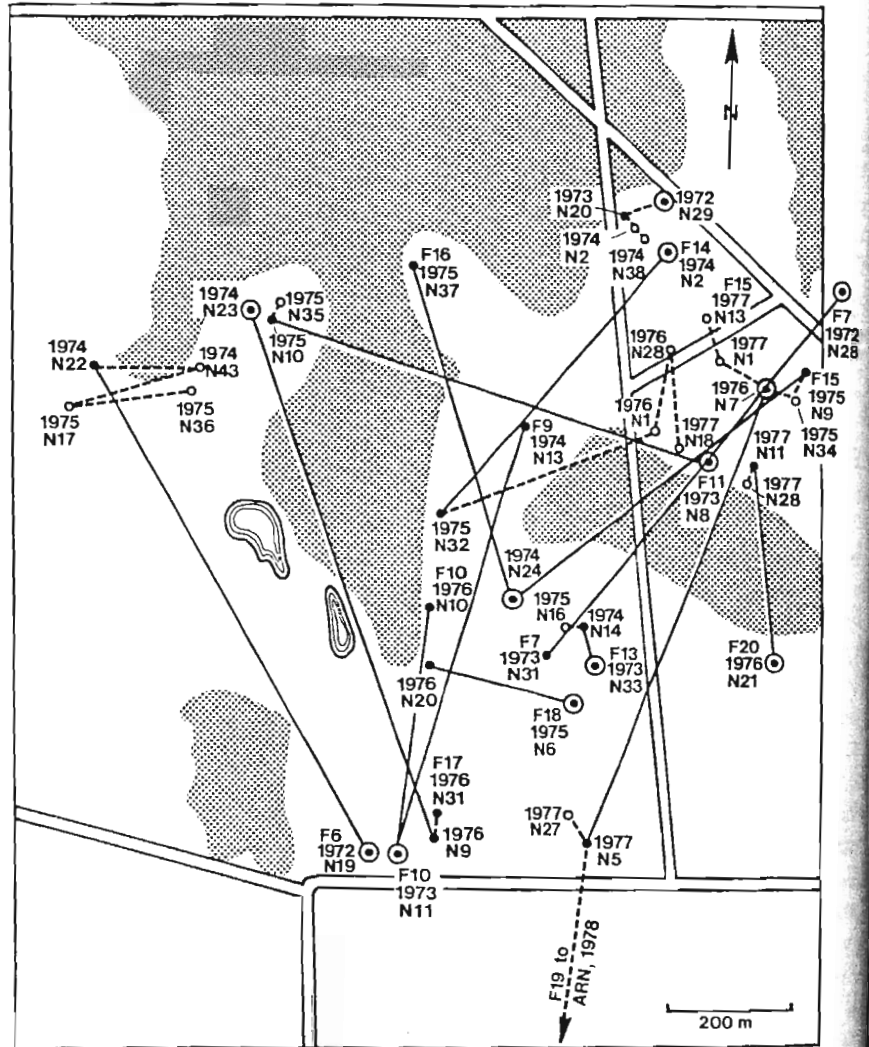 N
1973
N20
1972
N29
1974
N2
1974
N38
F14
1974
N2
F16
1975
N37
F15
1977
N13
F7
1972
N28
1974
N23
1975
N35
1975
N10
1974
N22
1974
N43
1976
N28
1977
N1
1975
N17
1975
N36
1976
N7
F15
1975
N9
1976
N1
1977
N18
1975
N34
F9
1974
N13
1977
N11
F11
1973
N8
1977
N28
1975
N32
1974
N24
F10
1976
N10
1975
N16
1974
N14
F7
1973
N31
F13
1973
N33
F20
1976
N21
1976
N20
F18
1975
N6
F17
1976
N31
1977
N27
1976
N9
1977
N5
F6
1972
N19
F10
1973
N11
F19 to
ARN, 1978
200 m